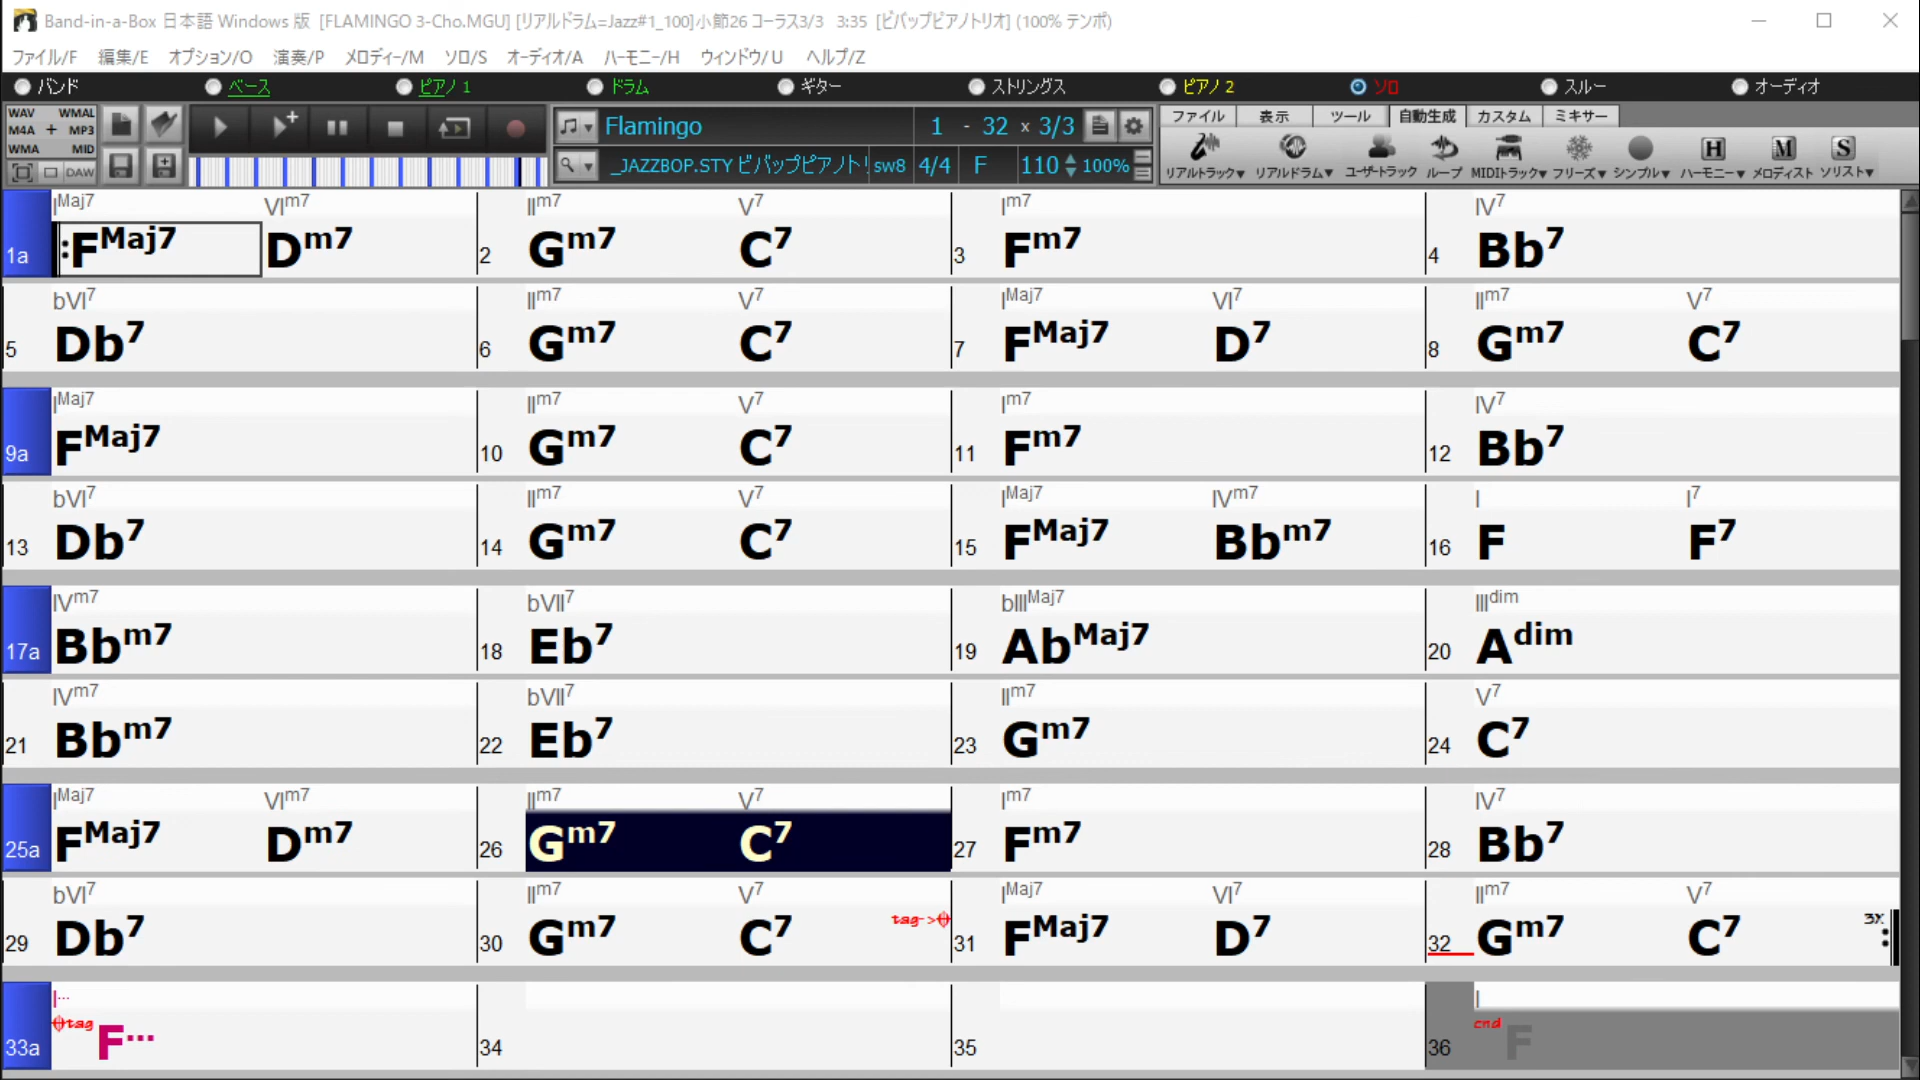 Band-in-a-Box 日本語 Windows 版 [FLAMINGO 3-Cho.MGU] [リアルドラム=Jazz#1_100]小節26 コーラス3/3 3:35 [ビバップピアノトリオ] (100% テンポ)
ファイル/F 編集/E オプション/O 演奏/P メロディー/M ソロ/S オーディオ/A ハーモニー/H ウィンドウ/U ヘルプ/Z
バンド ベース ピアノ 1 ドラム ギター ストリングス ピアノ 2 ソロ スルー オーディオ
WAV WMAL
M4A + MP3
WMA MID
DAW
Flamingo 1 - 32 x 3/3
_JAZZBOP.STY ビバップピアノト sw8 4/4 F 110 100%
ファイル 表示 ツール 自動生成 カスタム ミキサー
リアルトラック リアルドラム ユーザートラック ループ MIDIトラック フリーズ シンプル ハーモニー メロディスト ソリスト
IMaj7 VIm7 IIm7 V7 Im7 IV7
1a FMaj7 Dm7 2 Gm7 C7 3 Fm7 4 Bb7
bVI7 IIm7 V7 IMaj7 VI7 IIm7 V7
5 Db7 6 Gm7 C7 7 FMaj7 D7 8 Gm7 C7
IMaj7 IIm7 V7 Im7 IV7
9a FMaj7 10 Gm7 C7 11 Fm7 12 Bb7
bVI7 IIm7 V7 IMaj7 IVm7 I I7
13 Db7 14 Gm7 C7 15 FMaj7 Bbm7 16 F F7
IVm7 bVII7 bIIIMaj7 IIIdim
17a Bbm7 18 Eb7 19 AbMaj7 20 Adim
IVm7 bVII7 IIm7 V7
21 Bbm7 22 Eb7 23 Gm7 24 C7
IMaj7 VIm7 IIm7 V7 Im7 IV7
25a FMaj7 Dm7 26 Gm7 C7 27 Fm7 28 Bb7
bVI7 IIm7 V7 IMaj7 VI7 IIm7 V7
29 Db7 30 Gm7 C7 tag-> 31 FMaj7 D7 32 Gm7 C7 3X
I... I
33a tag F... 34 35 36 end F